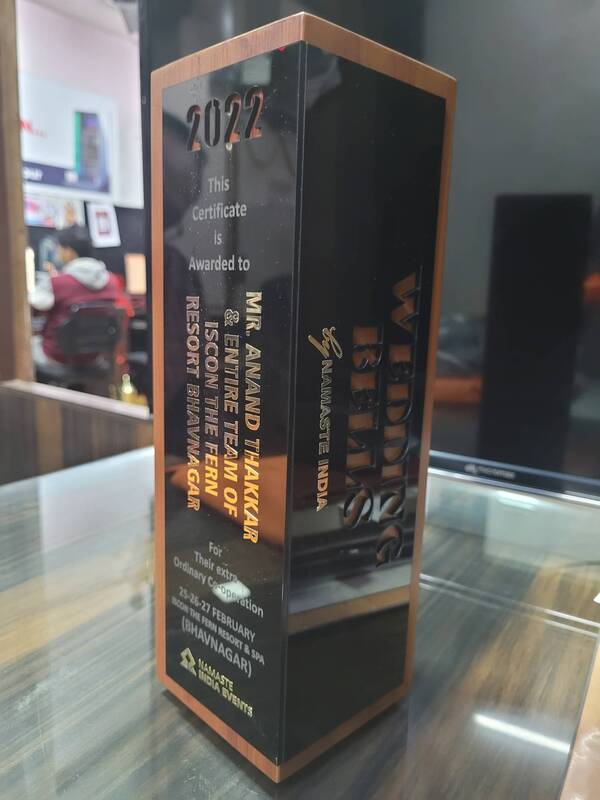 2022
This
Certificate
is
Awarded to
MR. ANAND THAKKAR
& ENTIRE TEAM OF
ISCON THE FERN
RESORT BHAVNAGAR
For
Their extra
Ordinary Co-operation
25-26-27 FEBRUARY
ISCON THE FERN RESORT & SPA
(BHAVNAGAR)
NAMASTE
INDIA EVENTS
WEDDING
BELLS
By NAMASTE INDIA